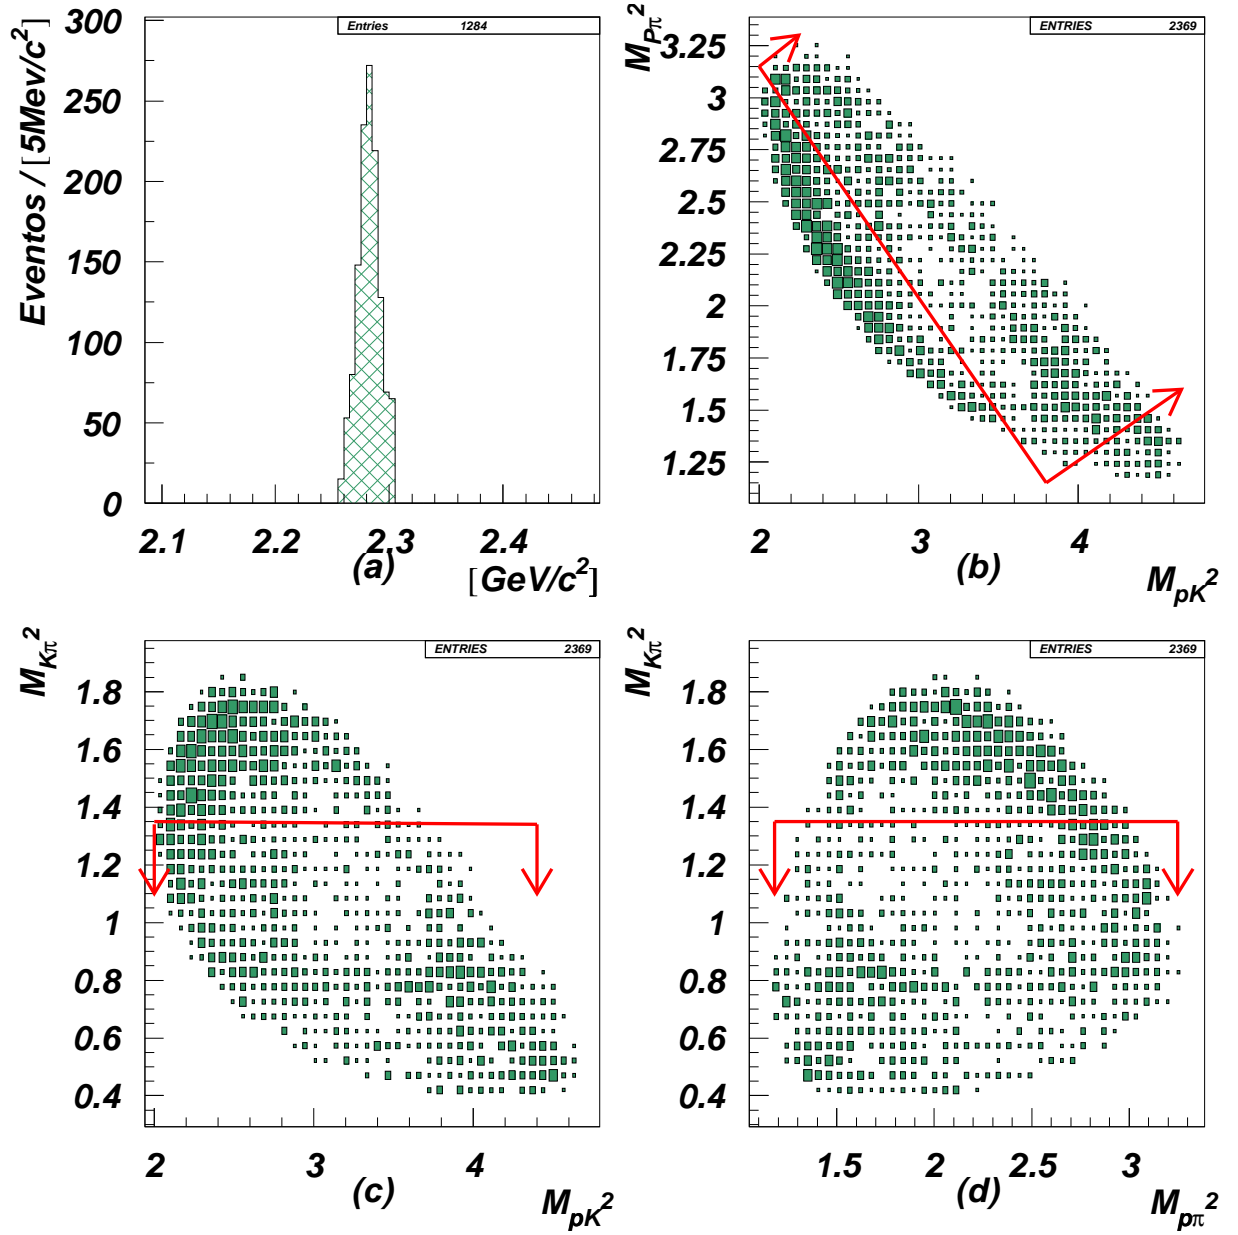 Eventos / [5Mev/c²]
Entries 1284
300
250
200
150
100
50
0
2.1 2.2 2.3 2.4
(a)
[GeV/c²]
M_Pπ²
ENTRIES 2369
3.25
3
2.75
2.5
2.25
2
1.75
1.5
1.25
2 3 4
(b)
M_pK²
M_Kπ²
ENTRIES 2369
1.8
1.6
1.4
1.2
1
0.8
0.6
0.4
2 3 4
(c)
M_pK²
M_Kπ²
ENTRIES 2369
1.8
1.6
1.4
1.2
1
0.8
0.6
0.4
1.5 2 2.5 3
(d)
M_pπ²